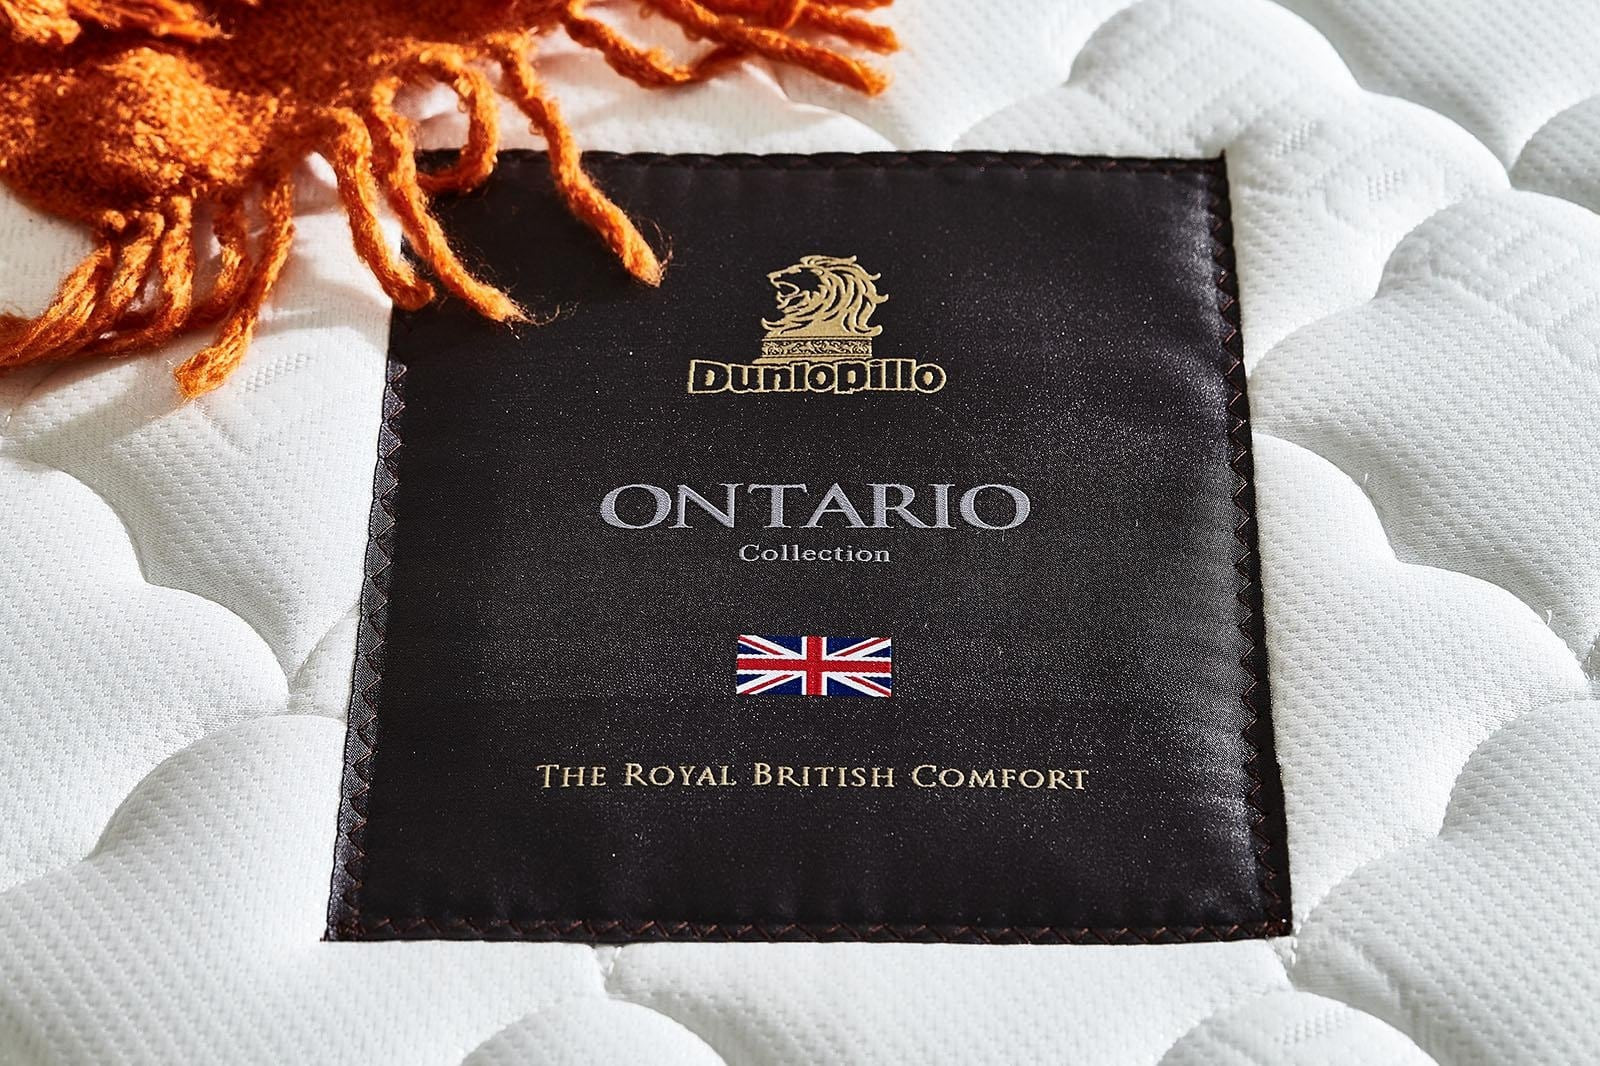 Dunlopillo
ONTARIO
Collection
THE ROYAL BRITISH COMFORT